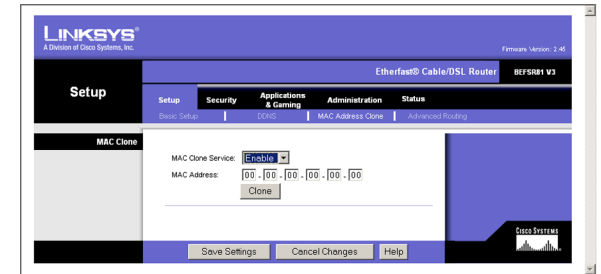 LINKSYS®
A Division of Cisco Systems, Inc.
Firmware Version: 2.45
Etherfast® Cable/DSL Router
BEFSR81 V3
Setup
Setup
Security
Applications & Gaming
Administration
Status
Basic Setup
DDNS
MAC Address Clone
Advanced Routing
MAC Clone
MAC Clone Service: Enable
MAC Address: 00 - 00 - 00 - 00 - 00 - 00
Clone
CISCO SYSTEMS
Save Settings
Cancel Changes
Help